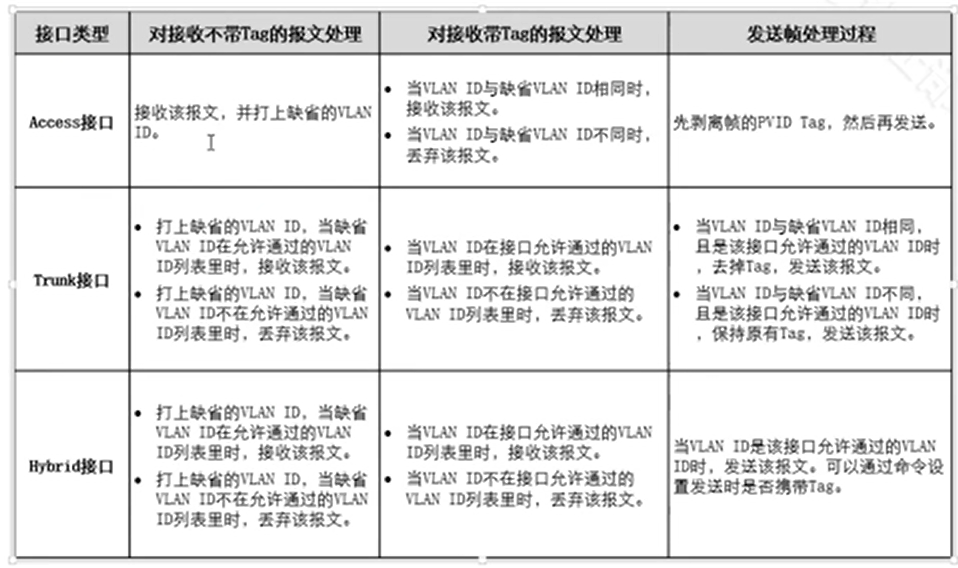 接口类型
对接收不带Tag的报文处理
对接收带Tag的报文处理
发送帧处理过程
Access接口
接收该报文，并打上缺省的VLAN
ID。
● 当VLAN ID与缺省VLAN ID相同时，
接收该报文。
● 当VLAN ID与缺省VLAN ID不同时，
丢弃该报文。
先剥离帧的PVID Tag，然后再发送。
Trunk接口
● 打上缺省的VLAN ID，当缺省
VLAN ID在允许通过的VLAN
ID列表里时，接收该报文。
● 打上缺省的VLAN ID，当缺省
VLAN ID不在允许通过的VLAN
ID列表里时，丢弃该报文。
● 当VLAN ID在接口允许通过的VLAN
ID列表里时，接收该报文。
● 当VLAN ID不在接口允许通过的
VLAN ID列表里时，丢弃该报文。
● 当VLAN ID与缺省VLAN ID相同，
且是该接口允许通过的VLAN ID时
，去掉Tag，发送该报文。
● 当VLAN ID与缺省VLAN ID不同，
且是该接口允许通过的VLAN ID时
，保持原有Tag，发送该报文。
Hybrid接口
● 打上缺省的VLAN ID，当缺省
VLAN ID在允许通过的VLAN
ID列表里时，接收该报文。
● 打上缺省的VLAN ID，当缺省
VLAN ID不在允许通过的VLAN
ID列表里时，丢弃该报文。
● 当VLAN ID在接口允许通过的VLAN
ID列表里时，接收该报文。
● 当VLAN ID不在接口允许通过的
VLAN ID列表里时，丢弃该报文。
当VLAN ID是该接口允许通过的VLAN
ID时，发送该报文。可以通过命令设
置发送时是否携带Tag。